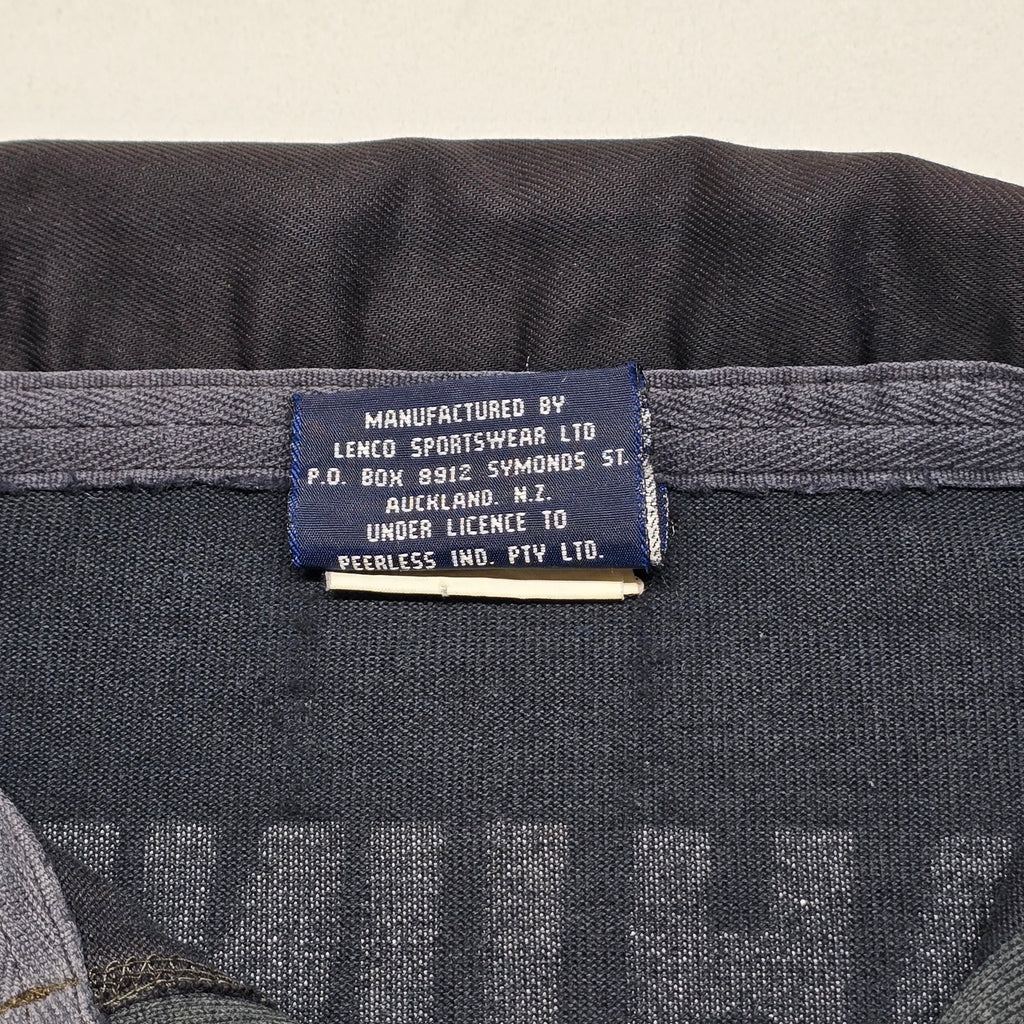 MANUFACTURED BY
LENCO SPORTSWEAR LTD
P.O. BOX 8912 SYMONDS ST.
AUCKLAND. N.Z.
UNDER LICENCE TO
PEERLESS IND. PTY LTD.